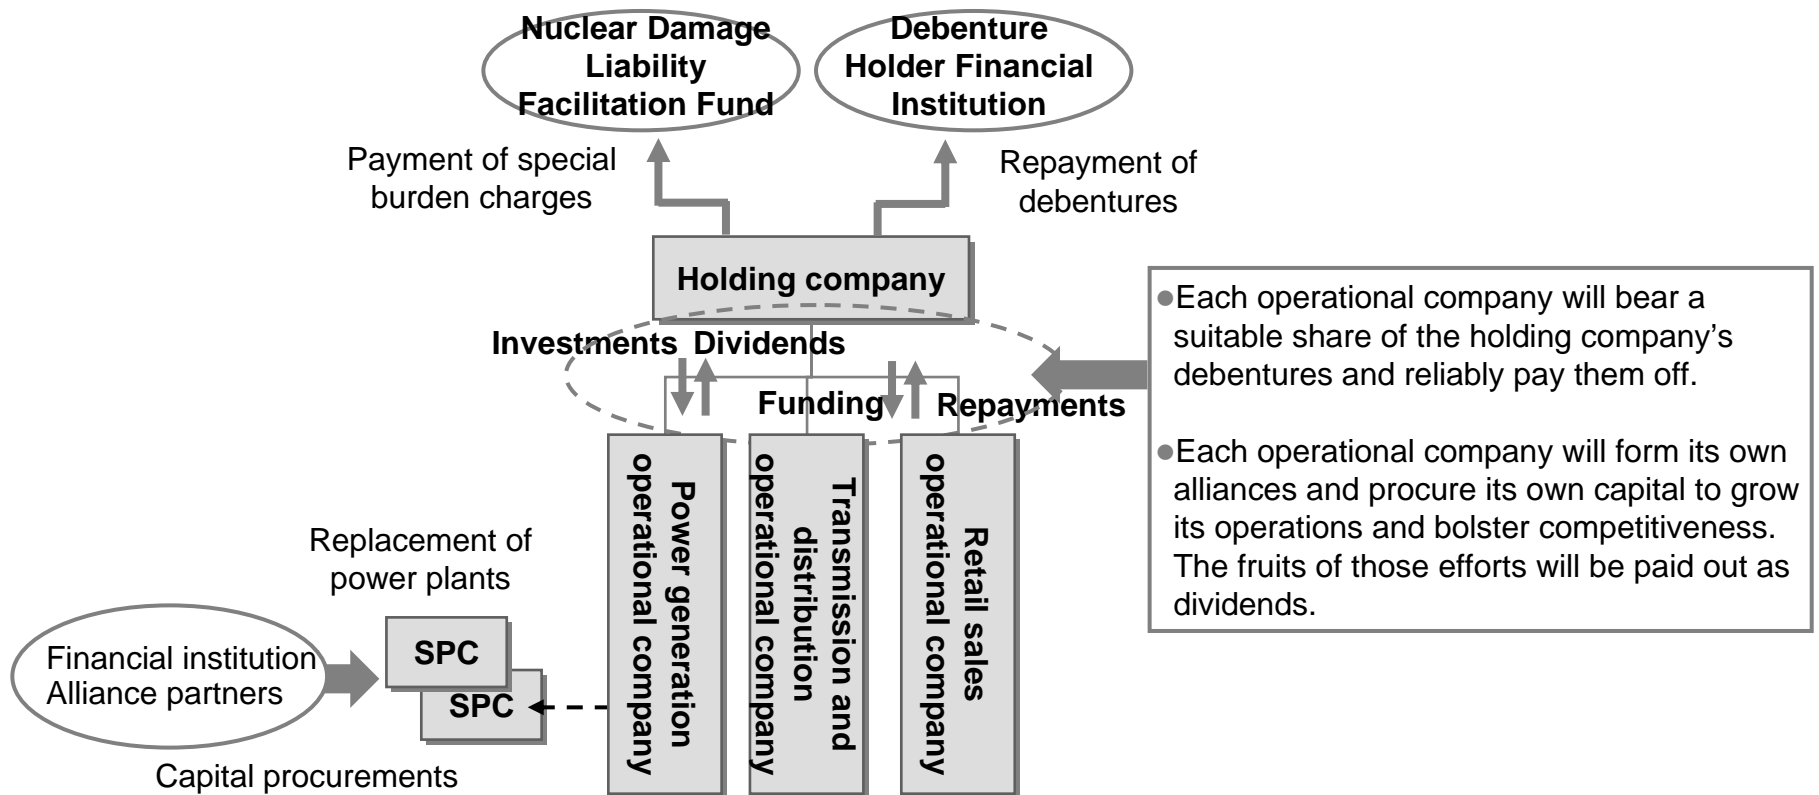 Nuclear Damage
Liability
Facilitation Fund
Debenture
Holder Financial
Institution
Payment of special
burden charges
Repayment of
debentures
Holding company
Investments
Dividends
Funding
Repayments
●Each operational company will bear a
suitable share of the holding company’s
debentures and reliably pay them off.
●Each operational company will form its own
alliances and procure its own capital to grow
its operations and bolster competitiveness.
The fruits of those efforts will be paid out as
dividends.
Power generation
operational company
Transmission and
distribution
operational company
Retail sales
operational company
Replacement of
power plants
Financial institution
Alliance partners
SPC
SPC
Capital procurements